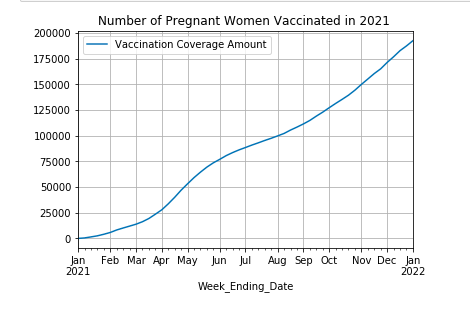 Number of Pregnant Women Vaccinated in 2021
Vaccination Coverage Amount
200000
175000
150000
125000
100000
75000
50000
25000
0
Jan Feb Mar Apr May Jun Jul Aug Sep Oct Nov Dec Jan
2021 2022
Week_Ending_Date